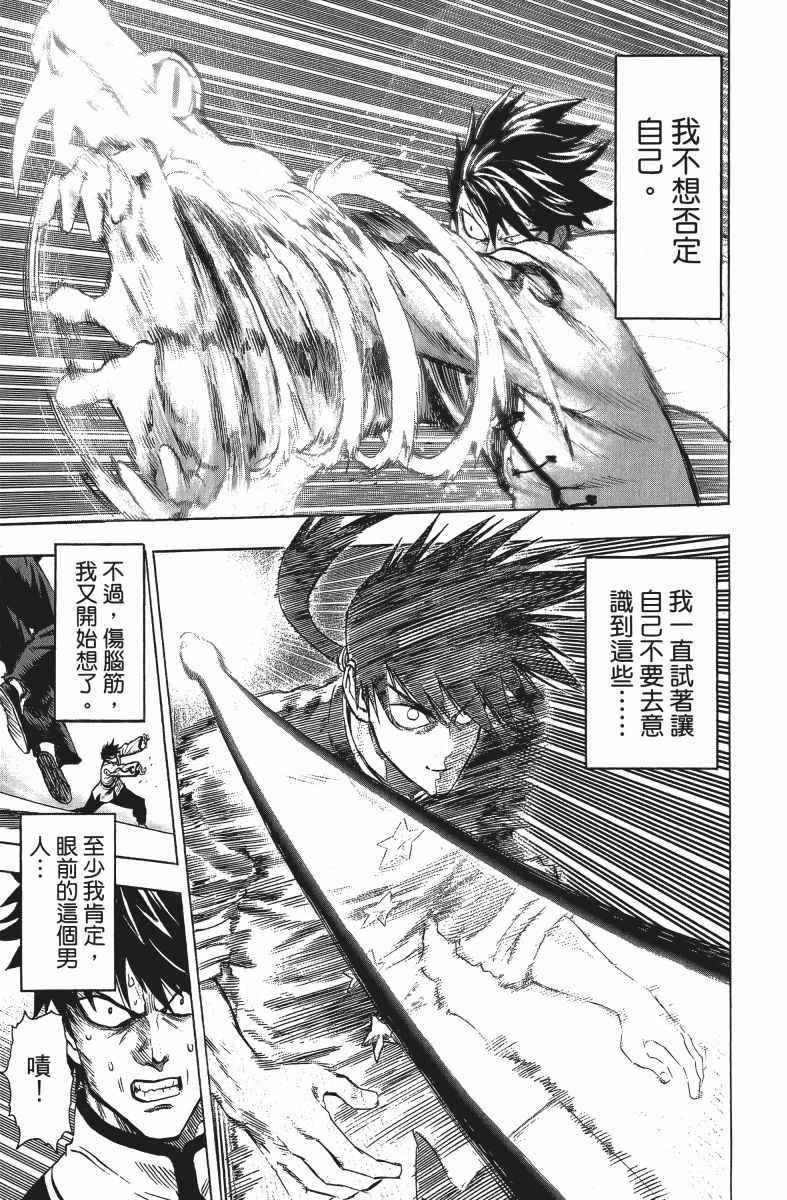 我不想否定
自己。
我一直試著讓
自己不要去意
識到這些……
不過，傷腦筋，
我又開始想了。
至少我肯定，
眼前的這個男
人…
嘖！